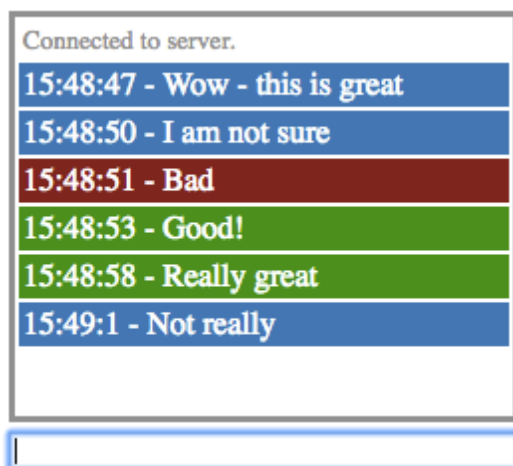 Connected to server.
15:48:47 - Wow - this is great
15:48:50 - I am not sure
15:48:51 - Bad
15:48:53 - Good!
15:48:58 - Really great
15:49:1 - Not really